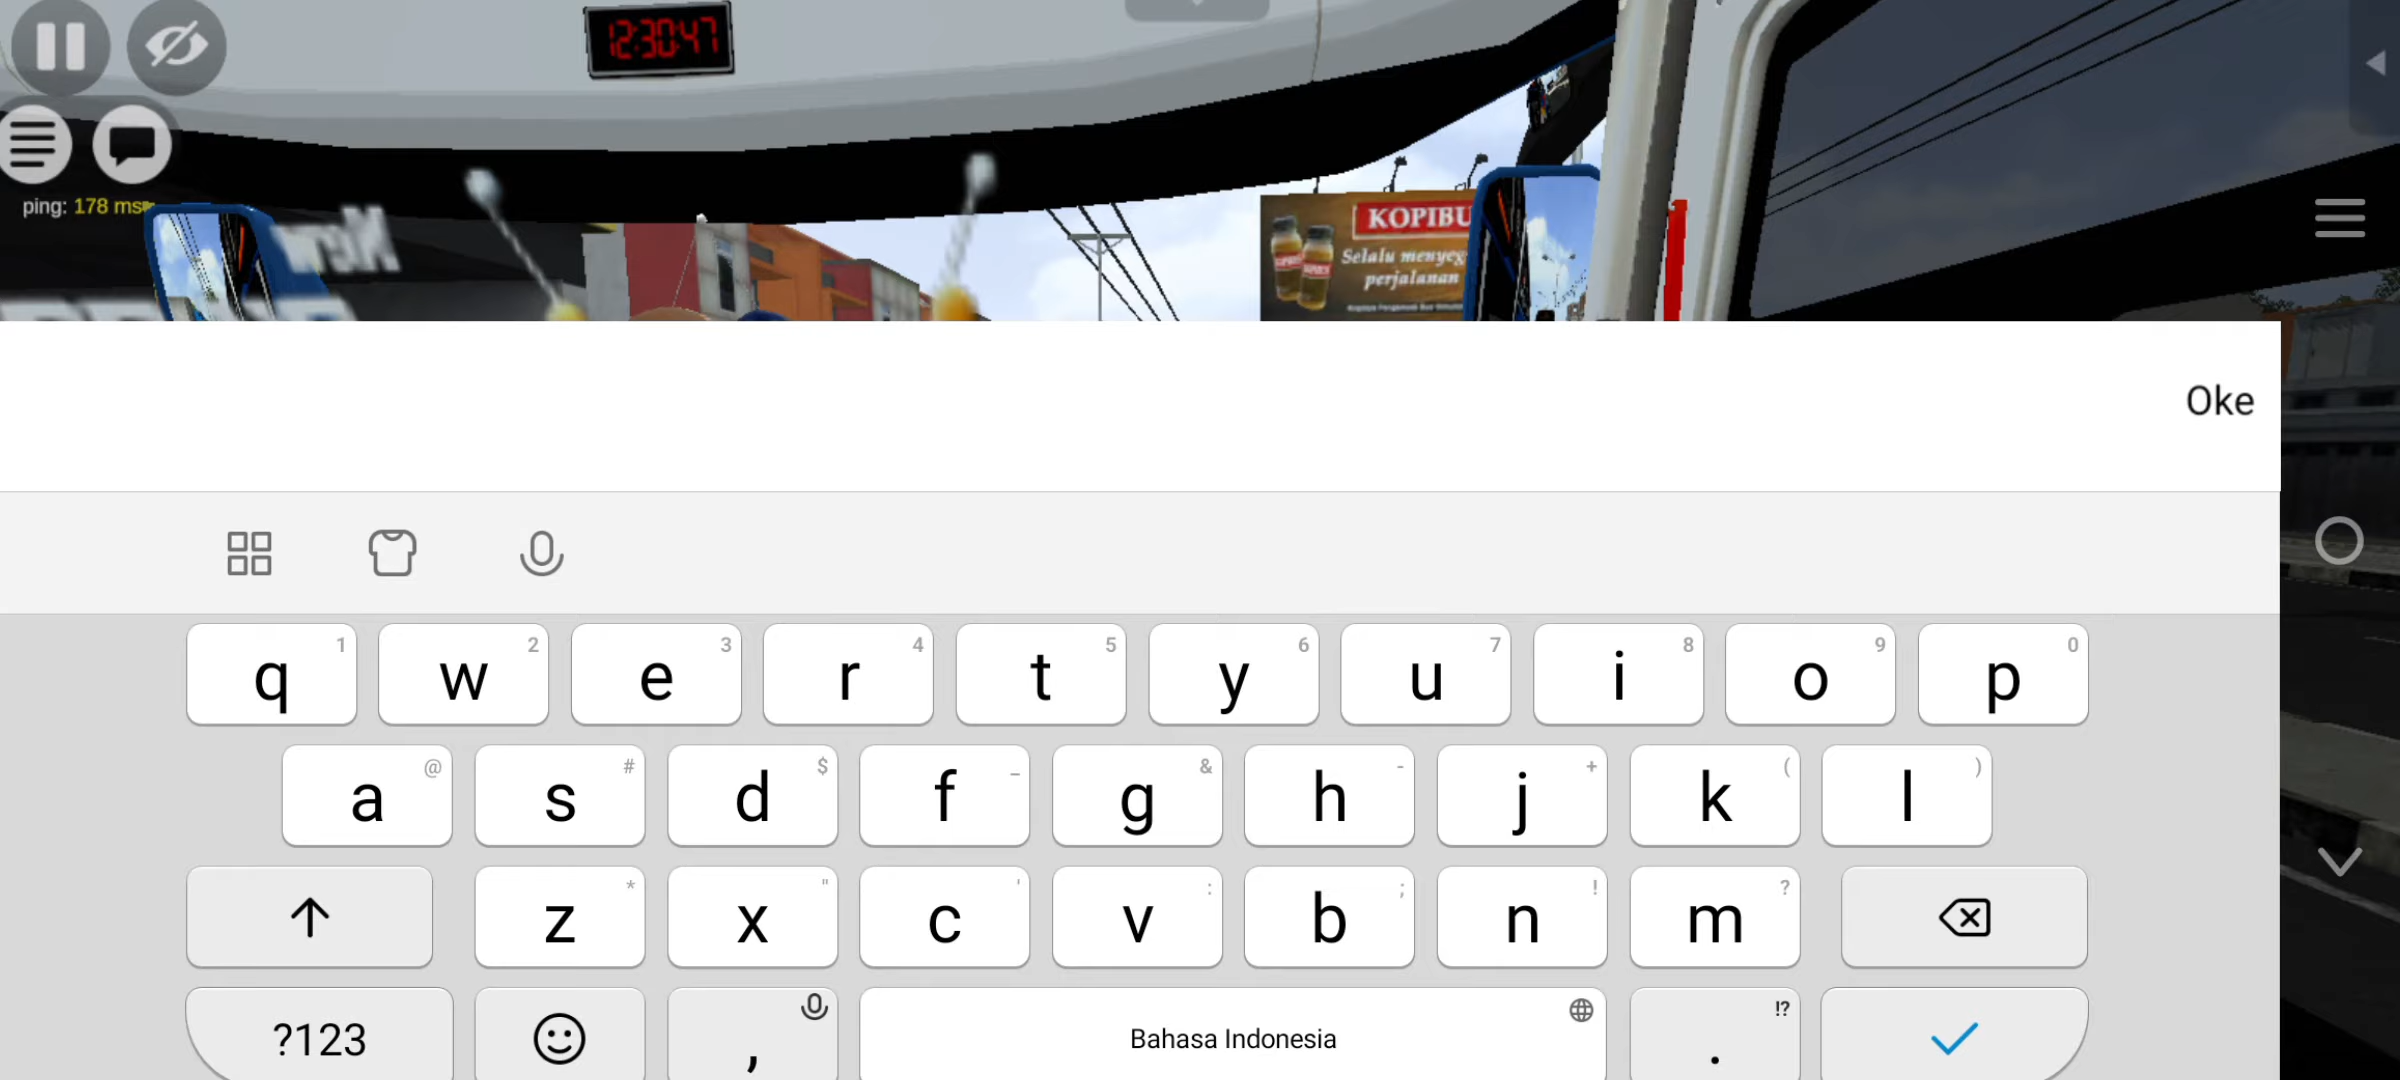 12:30:47
ping: 178 ms
New
KOPIBU
Selalu menyeg
perjalanan
Oke
q 1 w 2 e 3 r 4 t 5 y 6 u 7 i 8 o 9 p 0
a @ s # d $ f _ g & h - j + k ( l )
z * x " c ' v : b ; n ! m ?
?123 , Bahasa Indonesia . !?